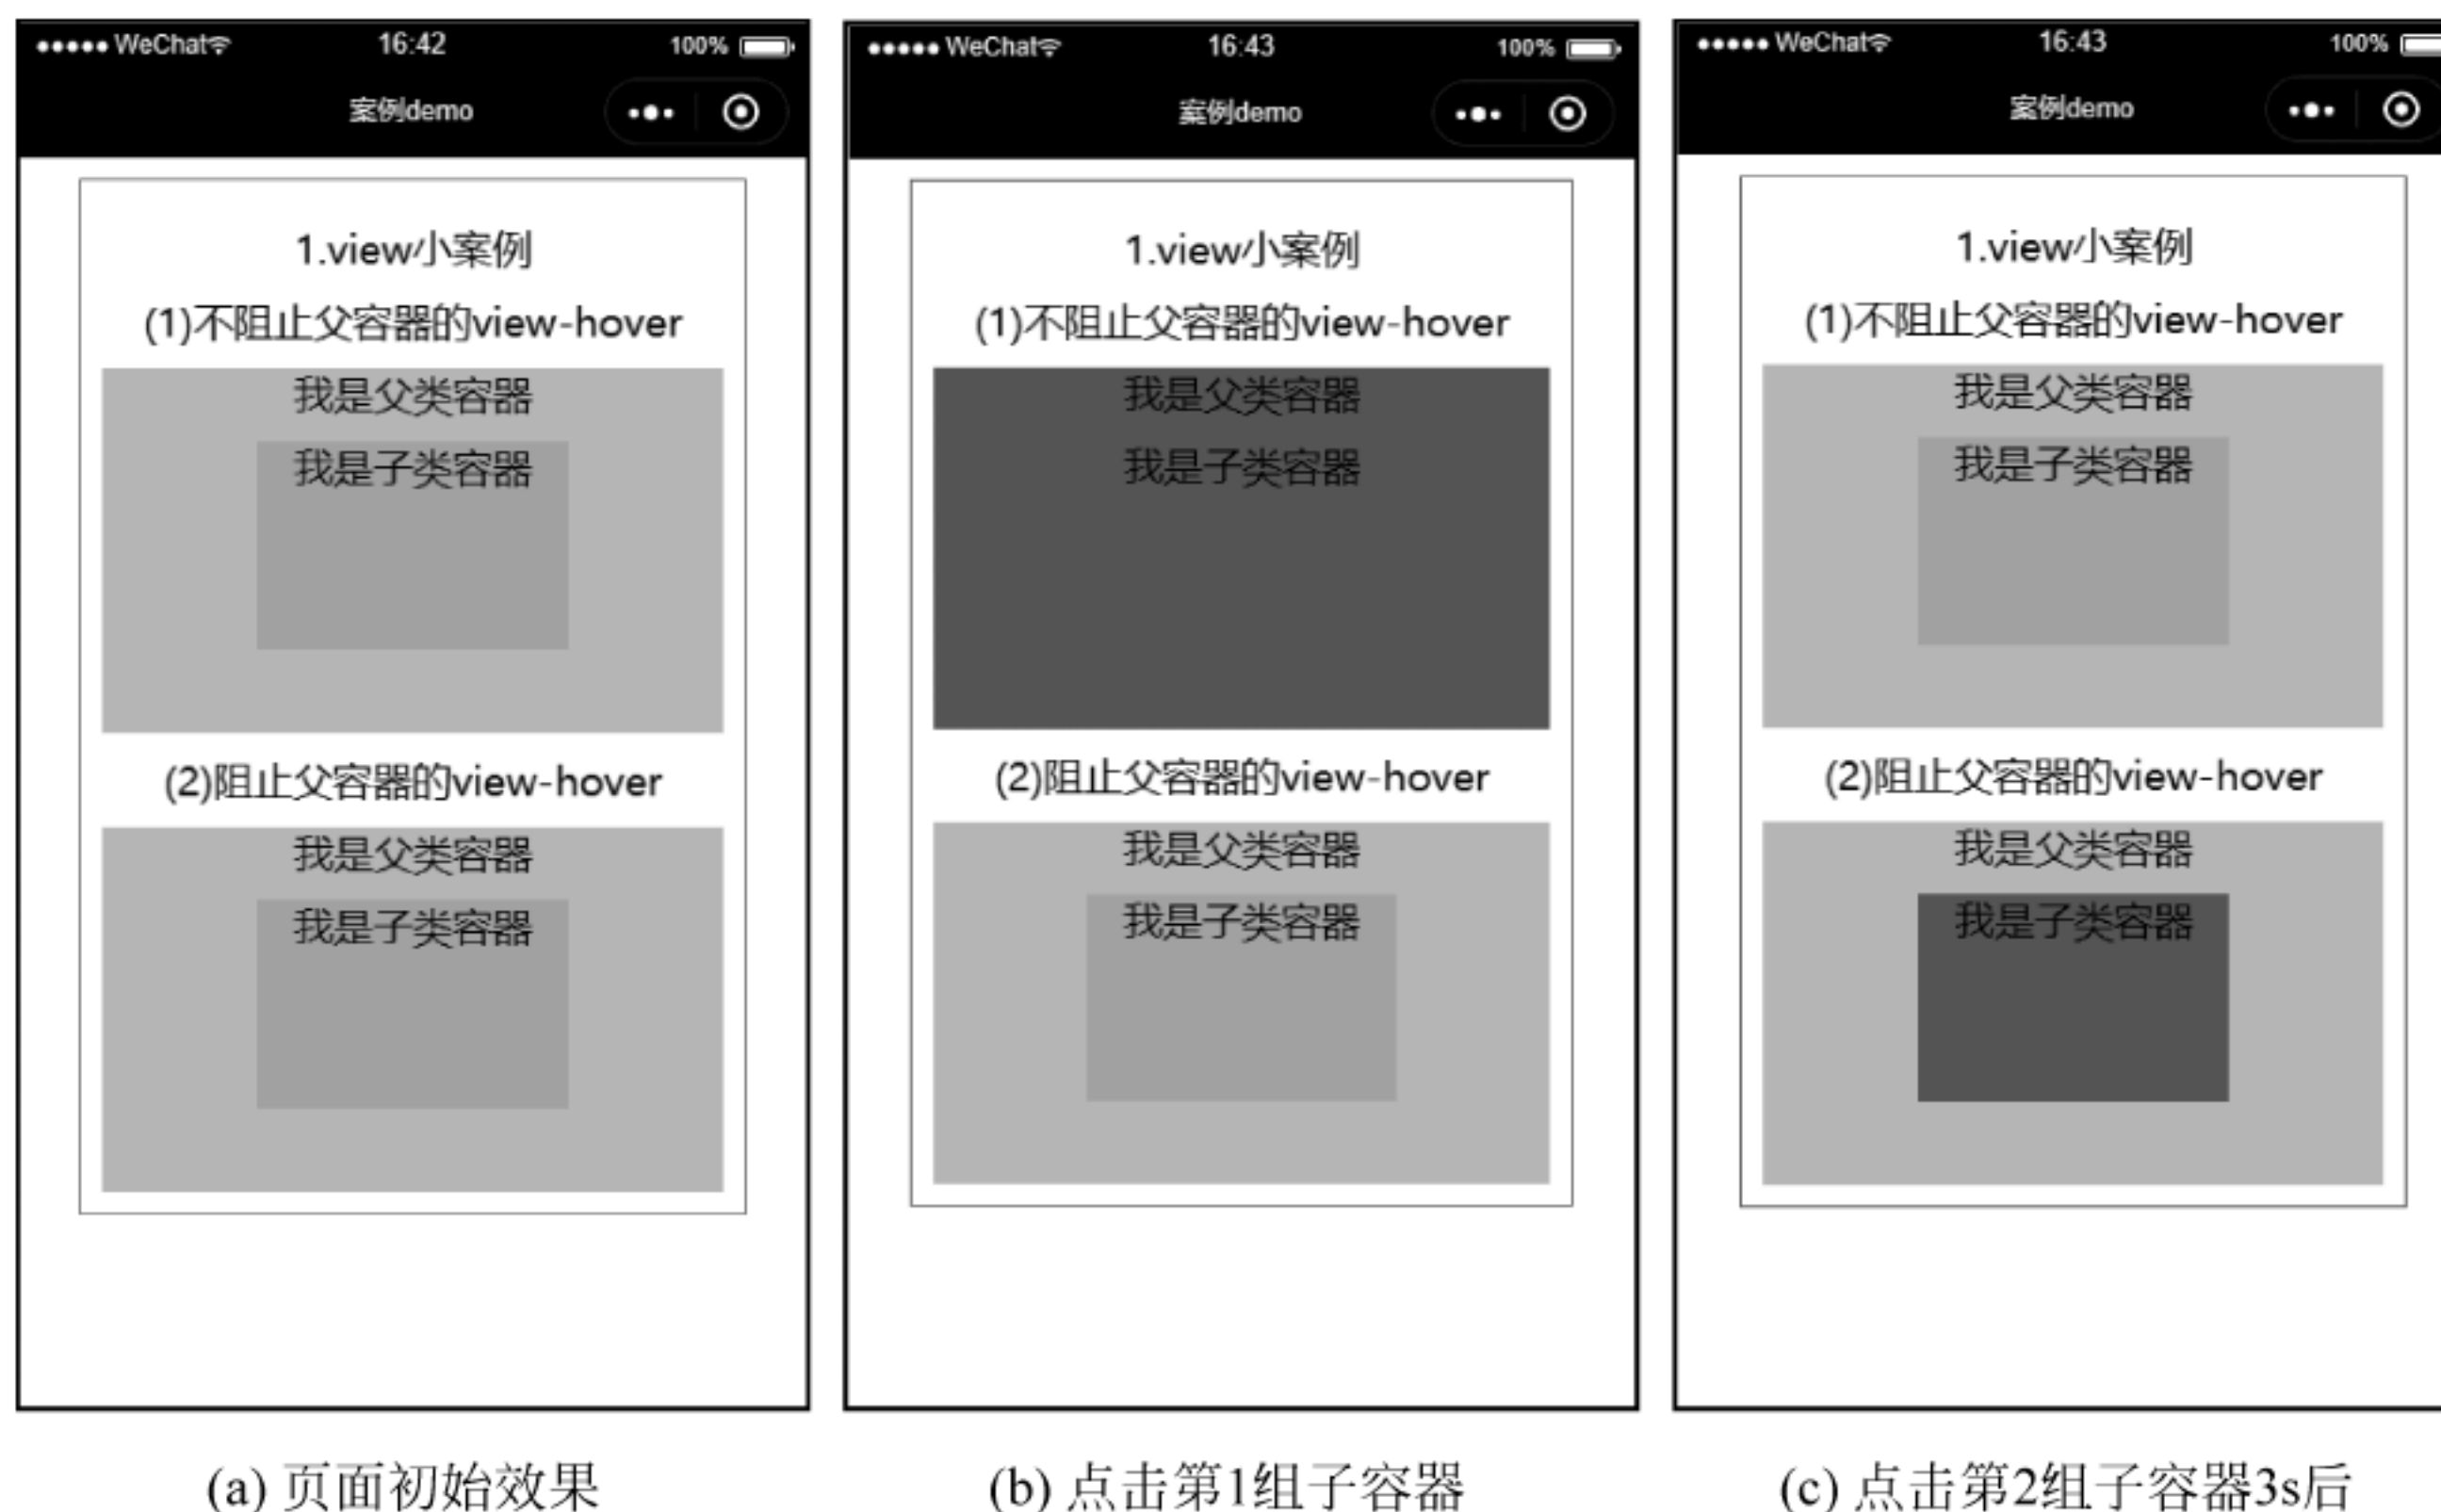 WeChat 16:42 100%
案例demo
1.view小案例
(1)不阻止父容器的view-hover
我是父类容器
我是子类容器
(2)阻止父容器的view-hover
我是父类容器
我是子类容器
(a) 页面初始效果
WeChat 16:43 100%
案例demo
1.view小案例
(1)不阻止父容器的view-hover
我是父类容器
我是子类容器
(2)阻止父容器的view-hover
我是父类容器
我是子类容器
(b) 点击第1组子容器
WeChat 16:43 100%
案例demo
1.view小案例
(1)不阻止父容器的view-hover
我是父类容器
我是子类容器
(2)阻止父容器的view-hover
我是父类容器
我是子类容器
(c) 点击第2组子容器3s后